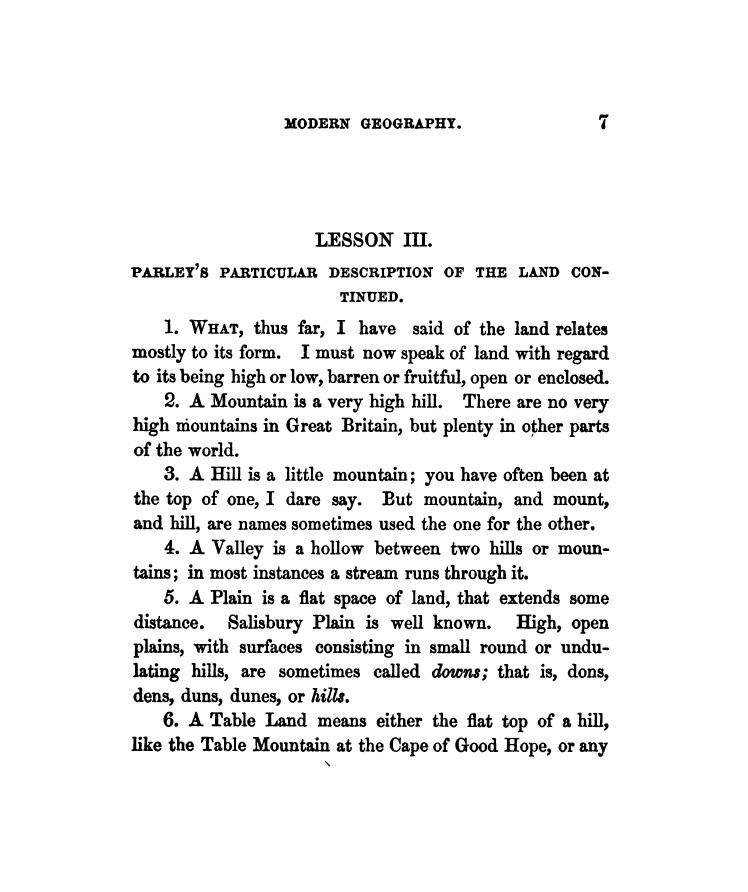 MODERN GEOGRAPHY. 7
LESSON III.
PARLEY'S PARTICULAR DESCRIPTION OF THE LAND CON-
TINUED.
1. WHAT, thus far, I have said of the land relates
mostly to its form. I must now speak of land with regard
to its being high or low, barren or fruitful, open or enclosed.
2. A Mountain is a very high hill. There are no very
high mountains in Great Britain, but plenty in other parts
of the world.
3. A Hill is a little mountain; you have often been at
the top of one, I dare say. But mountain, and mount,
and hill, are names sometimes used the one for the other.
4. A Valley is a hollow between two hills or moun-
tains; in most instances a stream runs through it.
5. A Plain is a flat space of land, that extends some
distance. Salisbury Plain is well known. High, open
plains, with surfaces consisting in small round or undu-
lating hills, are sometimes called downs; that is, dons,
dens, duns, dunes, or hills.
6. A Table Land means either the flat top of a hill,
like the Table Mountain at the Cape of Good Hope, or any